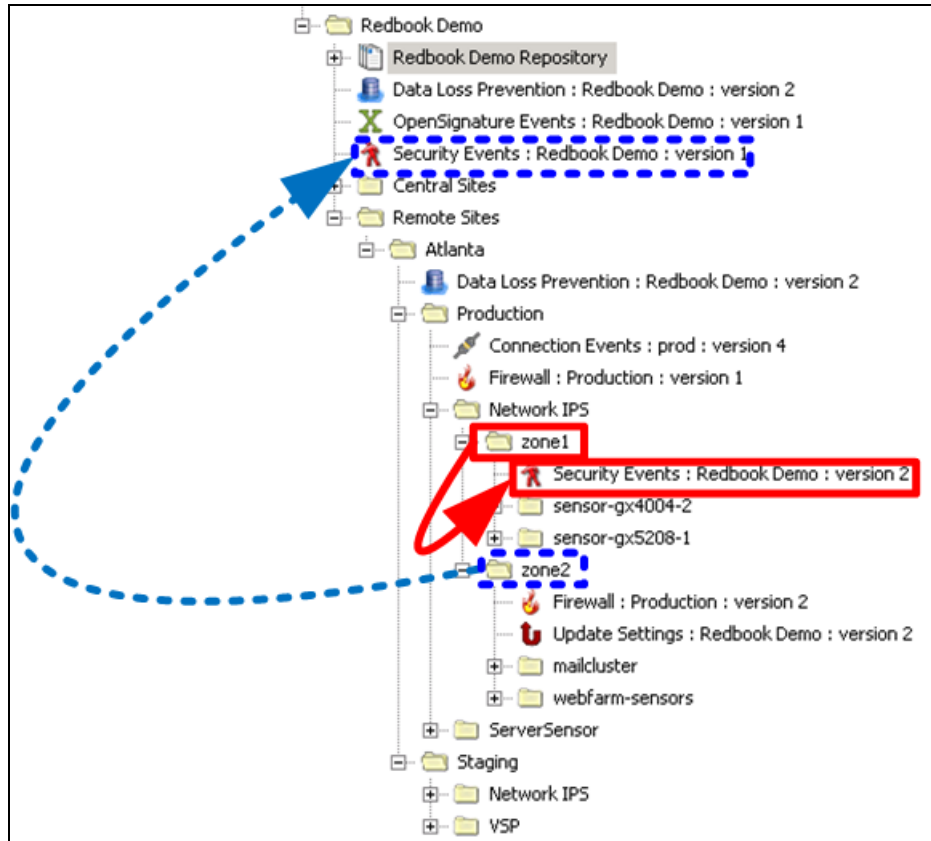 Redbook Demo
Redbook Demo Repository
Data Loss Prevention : Redbook Demo : version 2
OpenSignature Events : Redbook Demo : version 1
Security Events : Redbook Demo : version 1
Central Sites
Remote Sites
Atlanta
Data Loss Prevention : Redbook Demo : version 2
Production
Connection Events : prod : version 4
Firewall : Production : version 1
Network IPS
zone1
Security Events : Redbook Demo : version 2
sensor-gx4004-2
sensor-gx5208-1
zone2
Firewall : Production : version 2
Update Settings : Redbook Demo : version 2
mailcluster
webfarm-sensors
ServerSensor
Staging
Network IPS
VSP